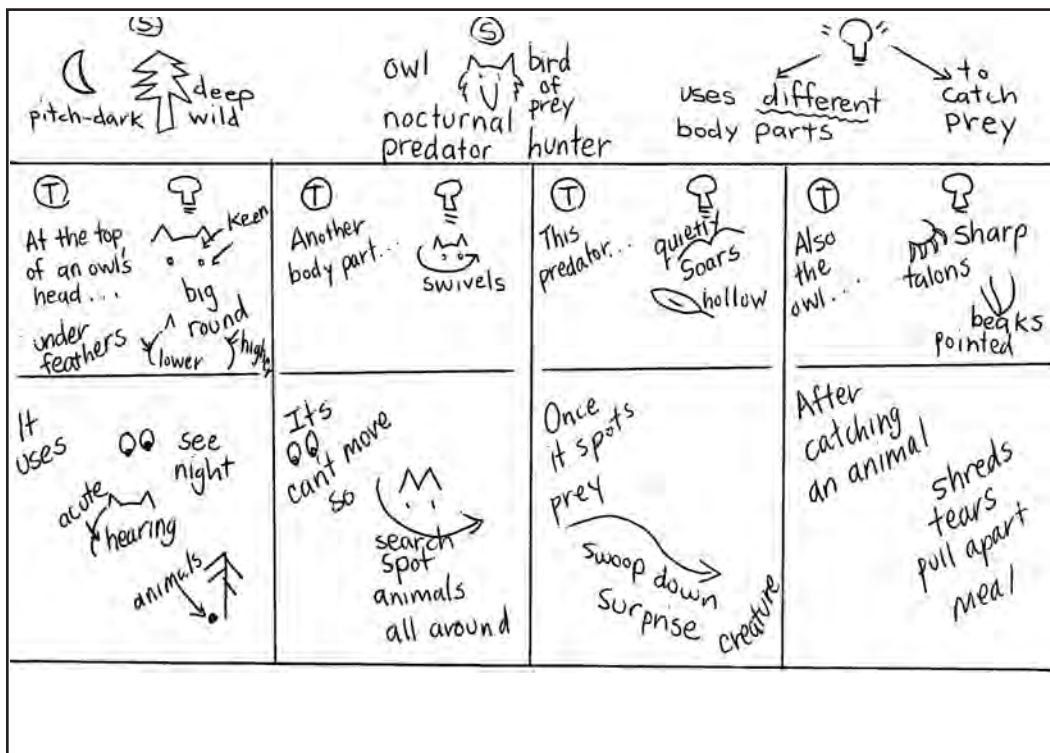 S
pitch-dark
deep
wild
S
owl
bird
of
prey
nocturnal
predator
hunter
uses different
body parts
to
catch
prey
T
At the top
of an owl's
head...
under
feathers
keen
big
round
lower
higher
T
Another
body part...
swivels
T
This
predator...
quietly
soars
hollow
T
Also
the
owl...
sharp
talons
beaks
pointed
It
uses
see
night
acute
hearing
animals
Its
can't move
so
search
spot
animals
all around
Once
it spots
prey
swoop down
surprise
creature
After
catching
an animal
shreds
tears
pull apart
meal